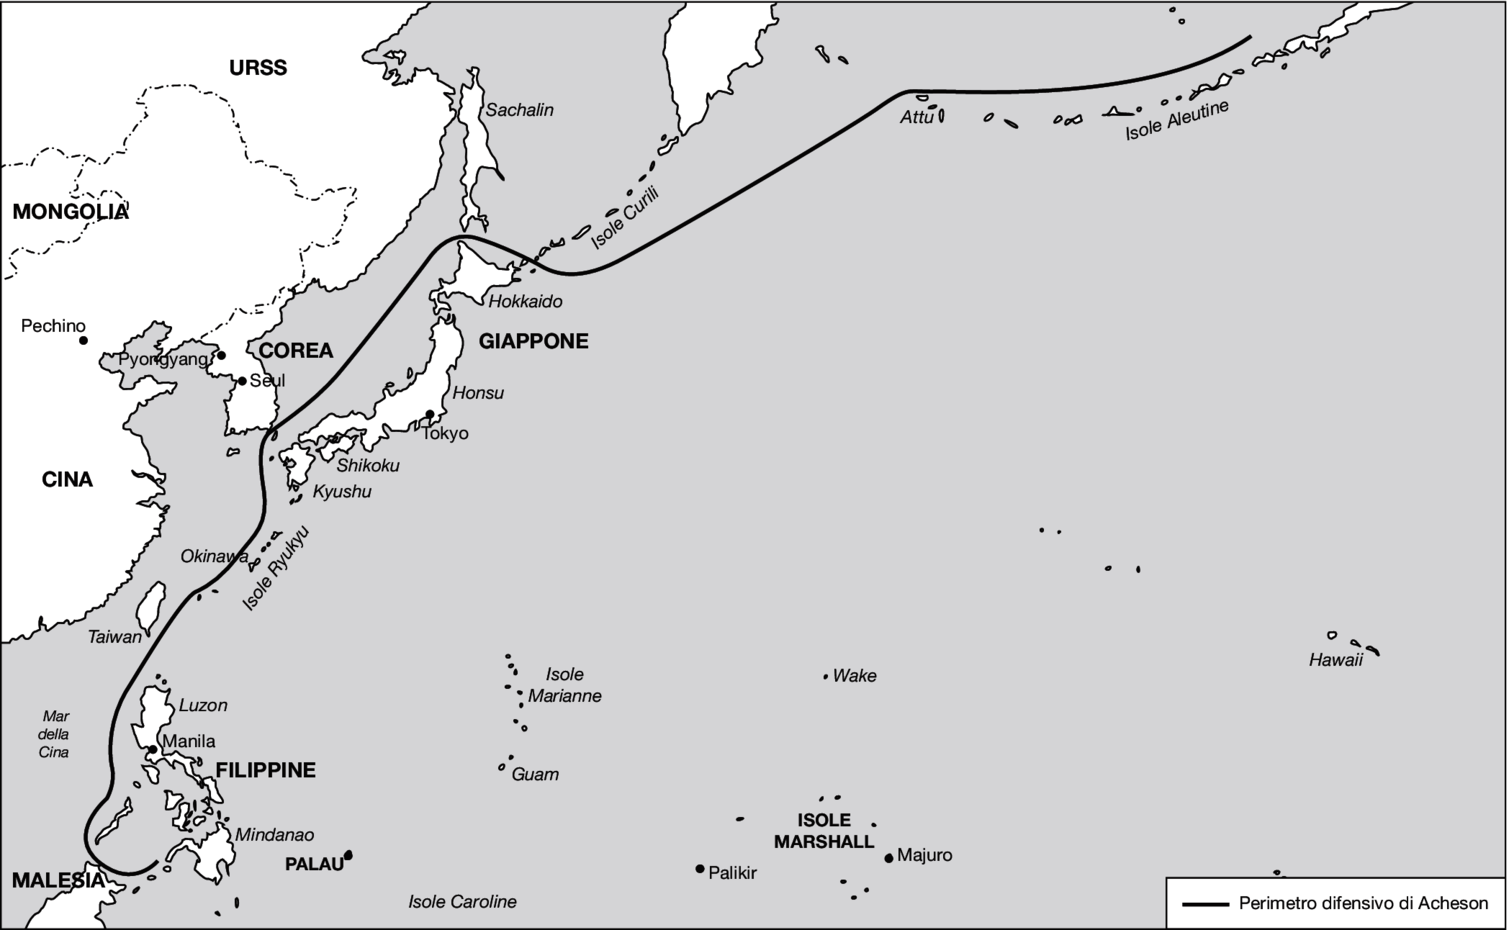 URSS
Sachalin
Attu
Isole Aleutine
MONGOLIA
Isole Curili
Hokkaido
Pechino
GIAPPONE
COREA
Pyongyang
Seul
Honsu
Tokyo
Shikoku
CINA
Kyushu
Okinawa
Isole Ryukyu
Taiwan
Hawaii
Isole
Marianne
Wake
Luzon
Mar
della
Cina
Manila
FILIPPINE
Guam
ISOLE
MARSHALL
Mindanao
PALAU
Majuro
Palikir
MALESIA
Isole Caroline
Perimetro difensivo di Acheson